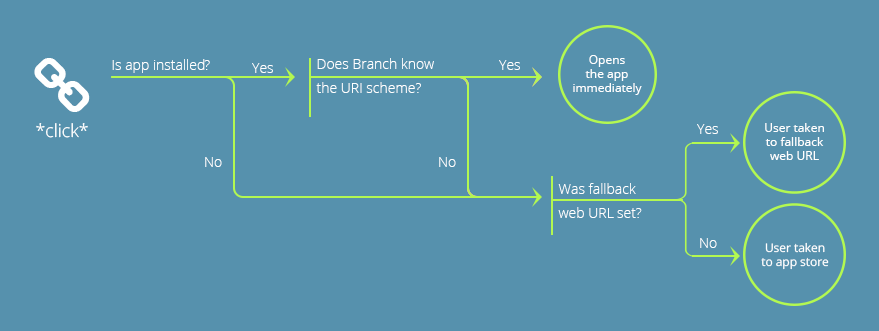 *click*
Is app installed?
Yes
No
Does Branch know
the URI scheme?
Yes
No
Opens
the app
immediately
Was fallback
web URL set?
Yes
User taken
to fallback
web URL
No
User taken
to app store